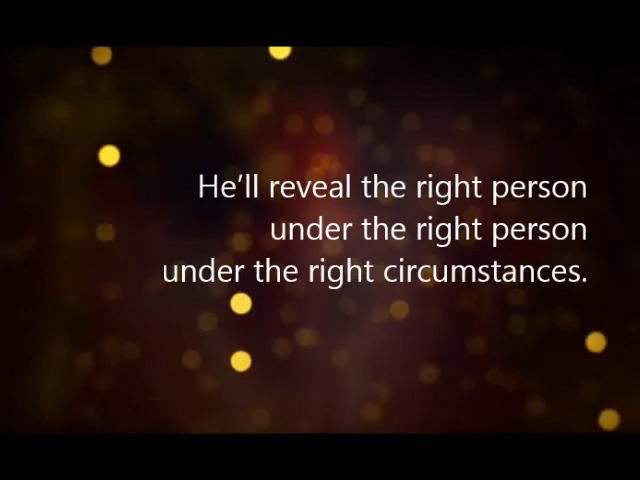 He’ll reveal the right person
under the right person
under the right circumstances.